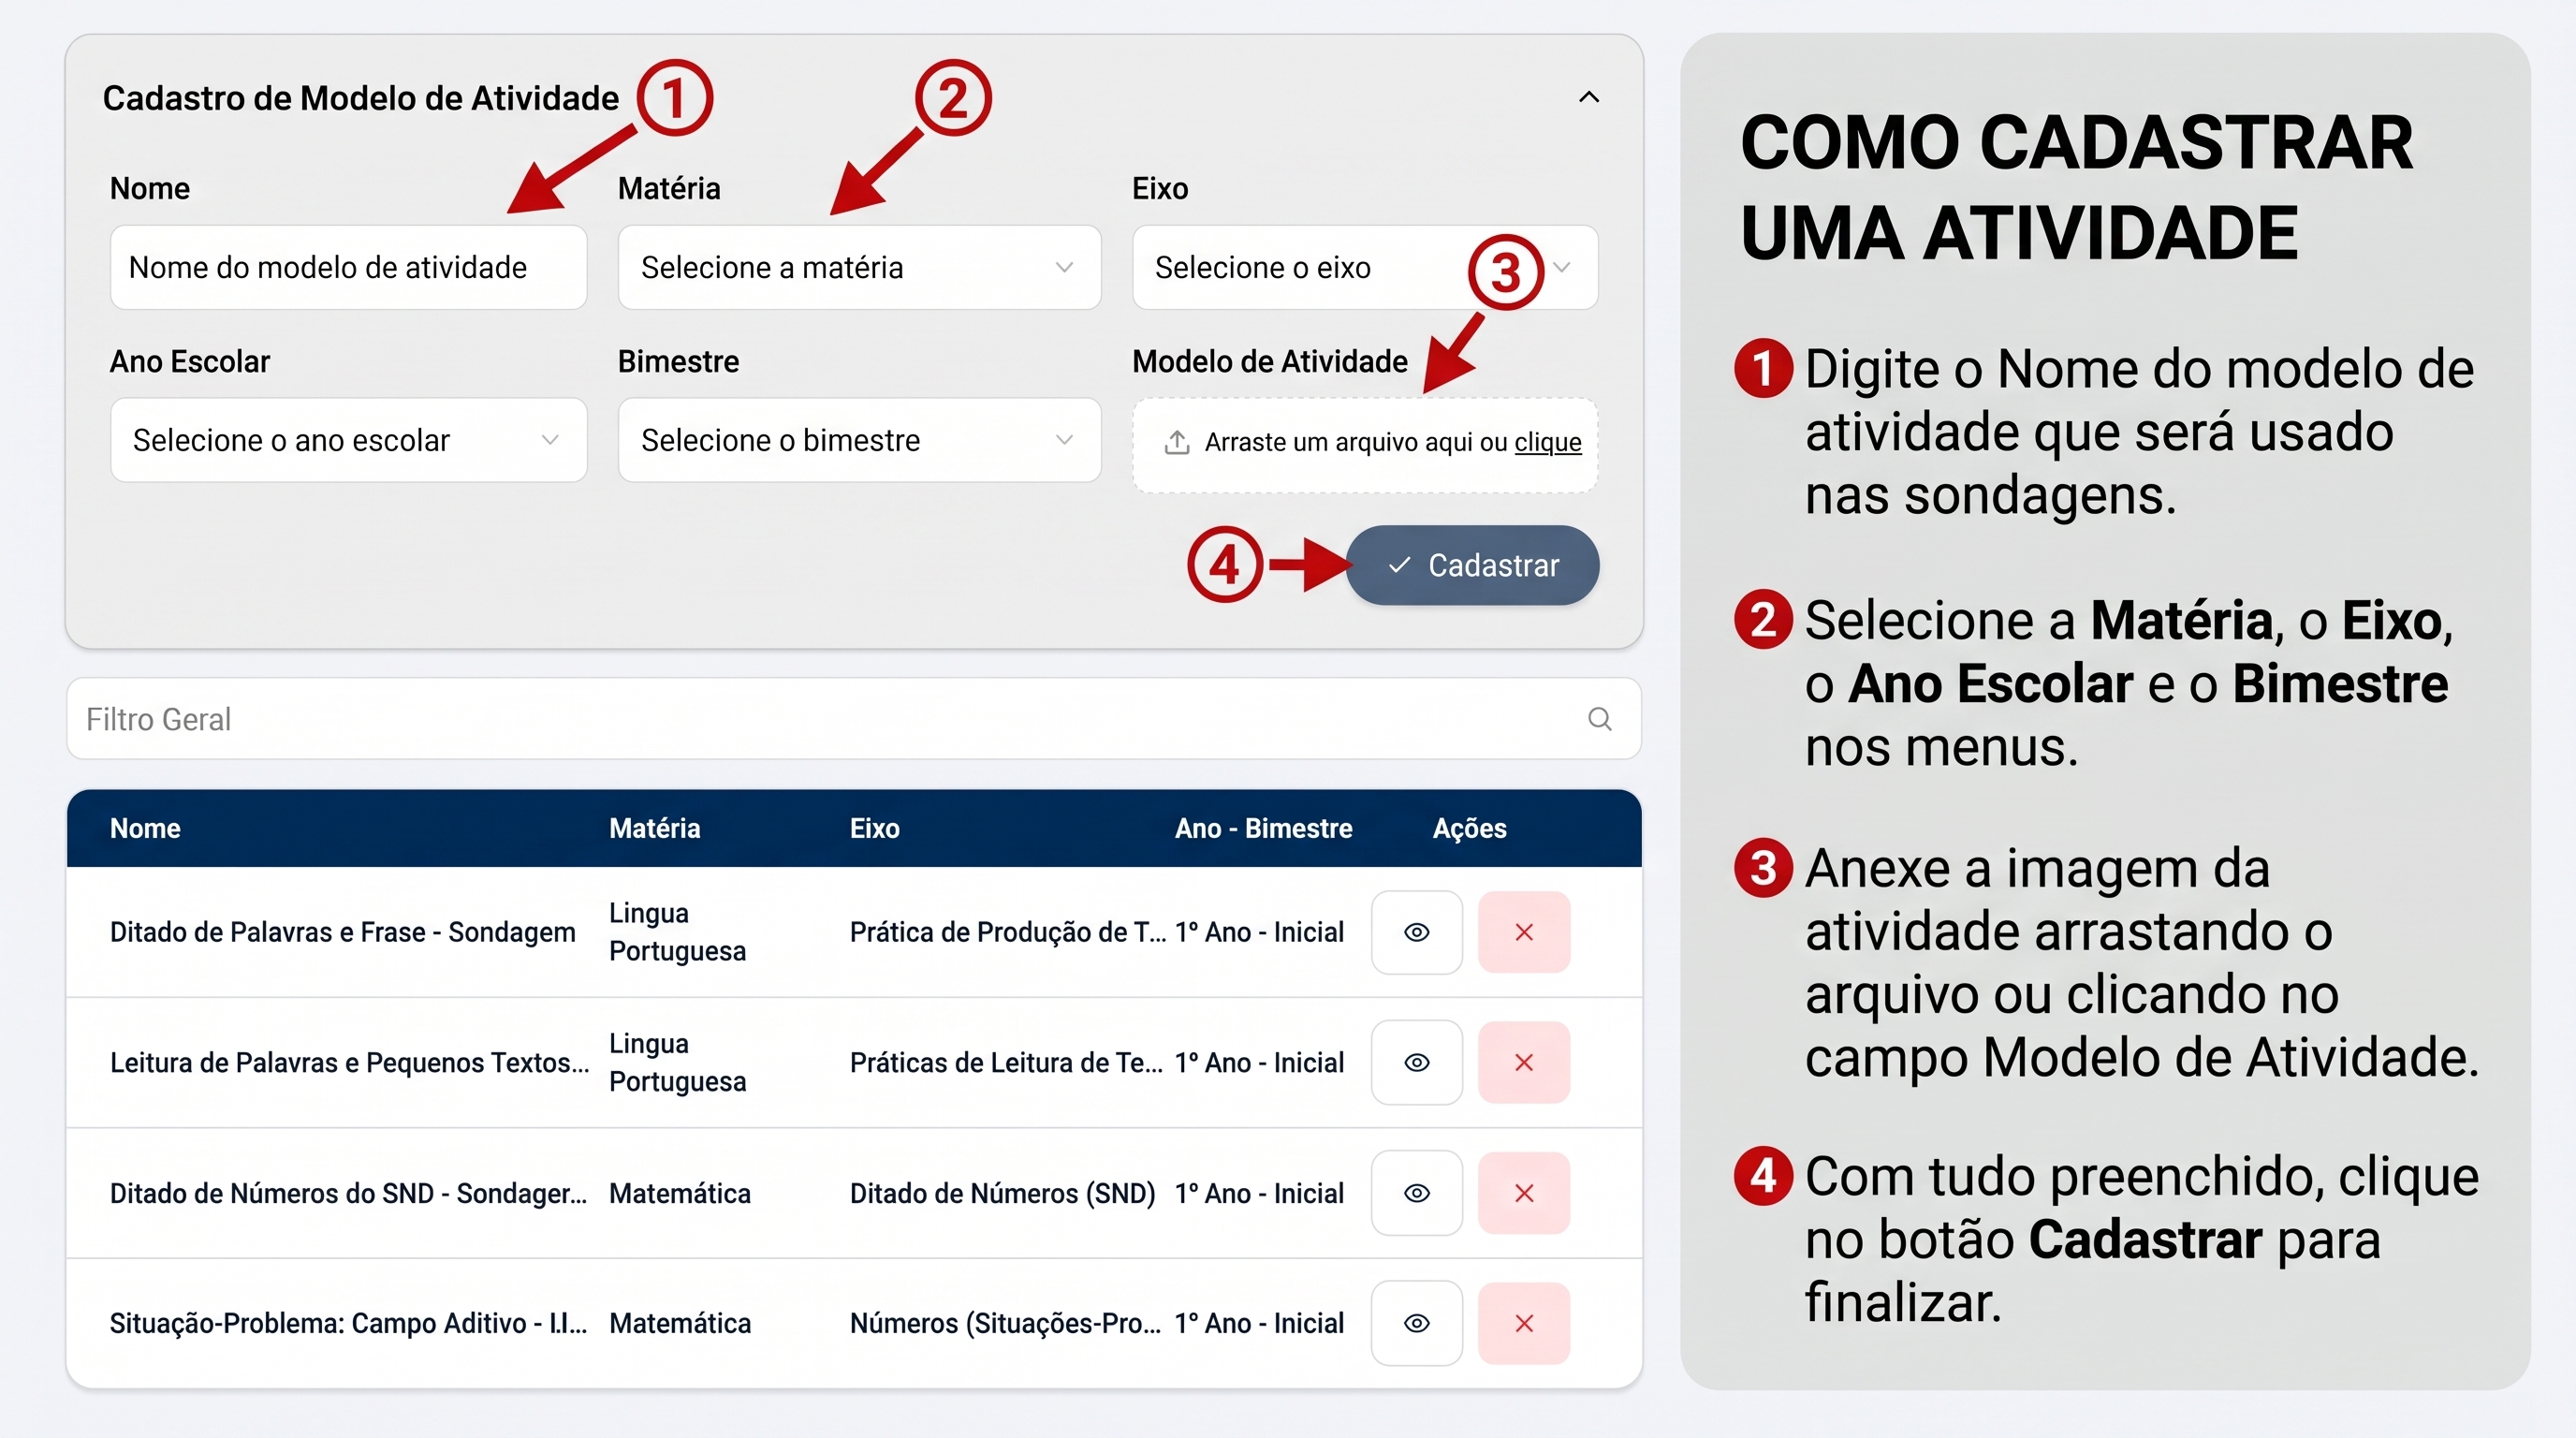 Cadastro de Modelo de Atividade
1
2
Nome
Matéria
Eixo
Nome do modelo de atividade
Selecione a matéria
Selecione o eixo
3
Ano Escolar
Bimestre
Modelo de Atividade
Selecione o ano escolar
Selecione o bimestre
Arraste um arquivo aqui ou clique
4
Cadastrar
Filtro Geral
Nome Matéria Eixo Ano - Bimestre Ações
Ditado de Palavras e Frase - Sondagem Lingua Portuguesa Prática de Produção de T... 1º Ano - Inicial
Leitura de Palavras e Pequenos Textos... Lingua Portuguesa Práticas de Leitura de Te... 1º Ano - Inicial
Ditado de Números do SND - Sondager... Matemática Ditado de Números (SND) 1º Ano - Inicial
Situação-Problema: Campo Aditivo - I.I... Matemática Números (Situações-Pro... 1º Ano - Inicial
COMO CADASTRAR
UMA ATIVIDADE
1 Digite o Nome do modelo de
atividade que será usado
nas sondagens.
2 Selecione a Matéria, o Eixo,
o Ano Escolar e o Bimestre
nos menus.
3 Anexe a imagem da
atividade arrastando o
arquivo ou clicando no
campo Modelo de Atividade.
4 Com tudo preenchido, clique
no botão Cadastrar para
finalizar.